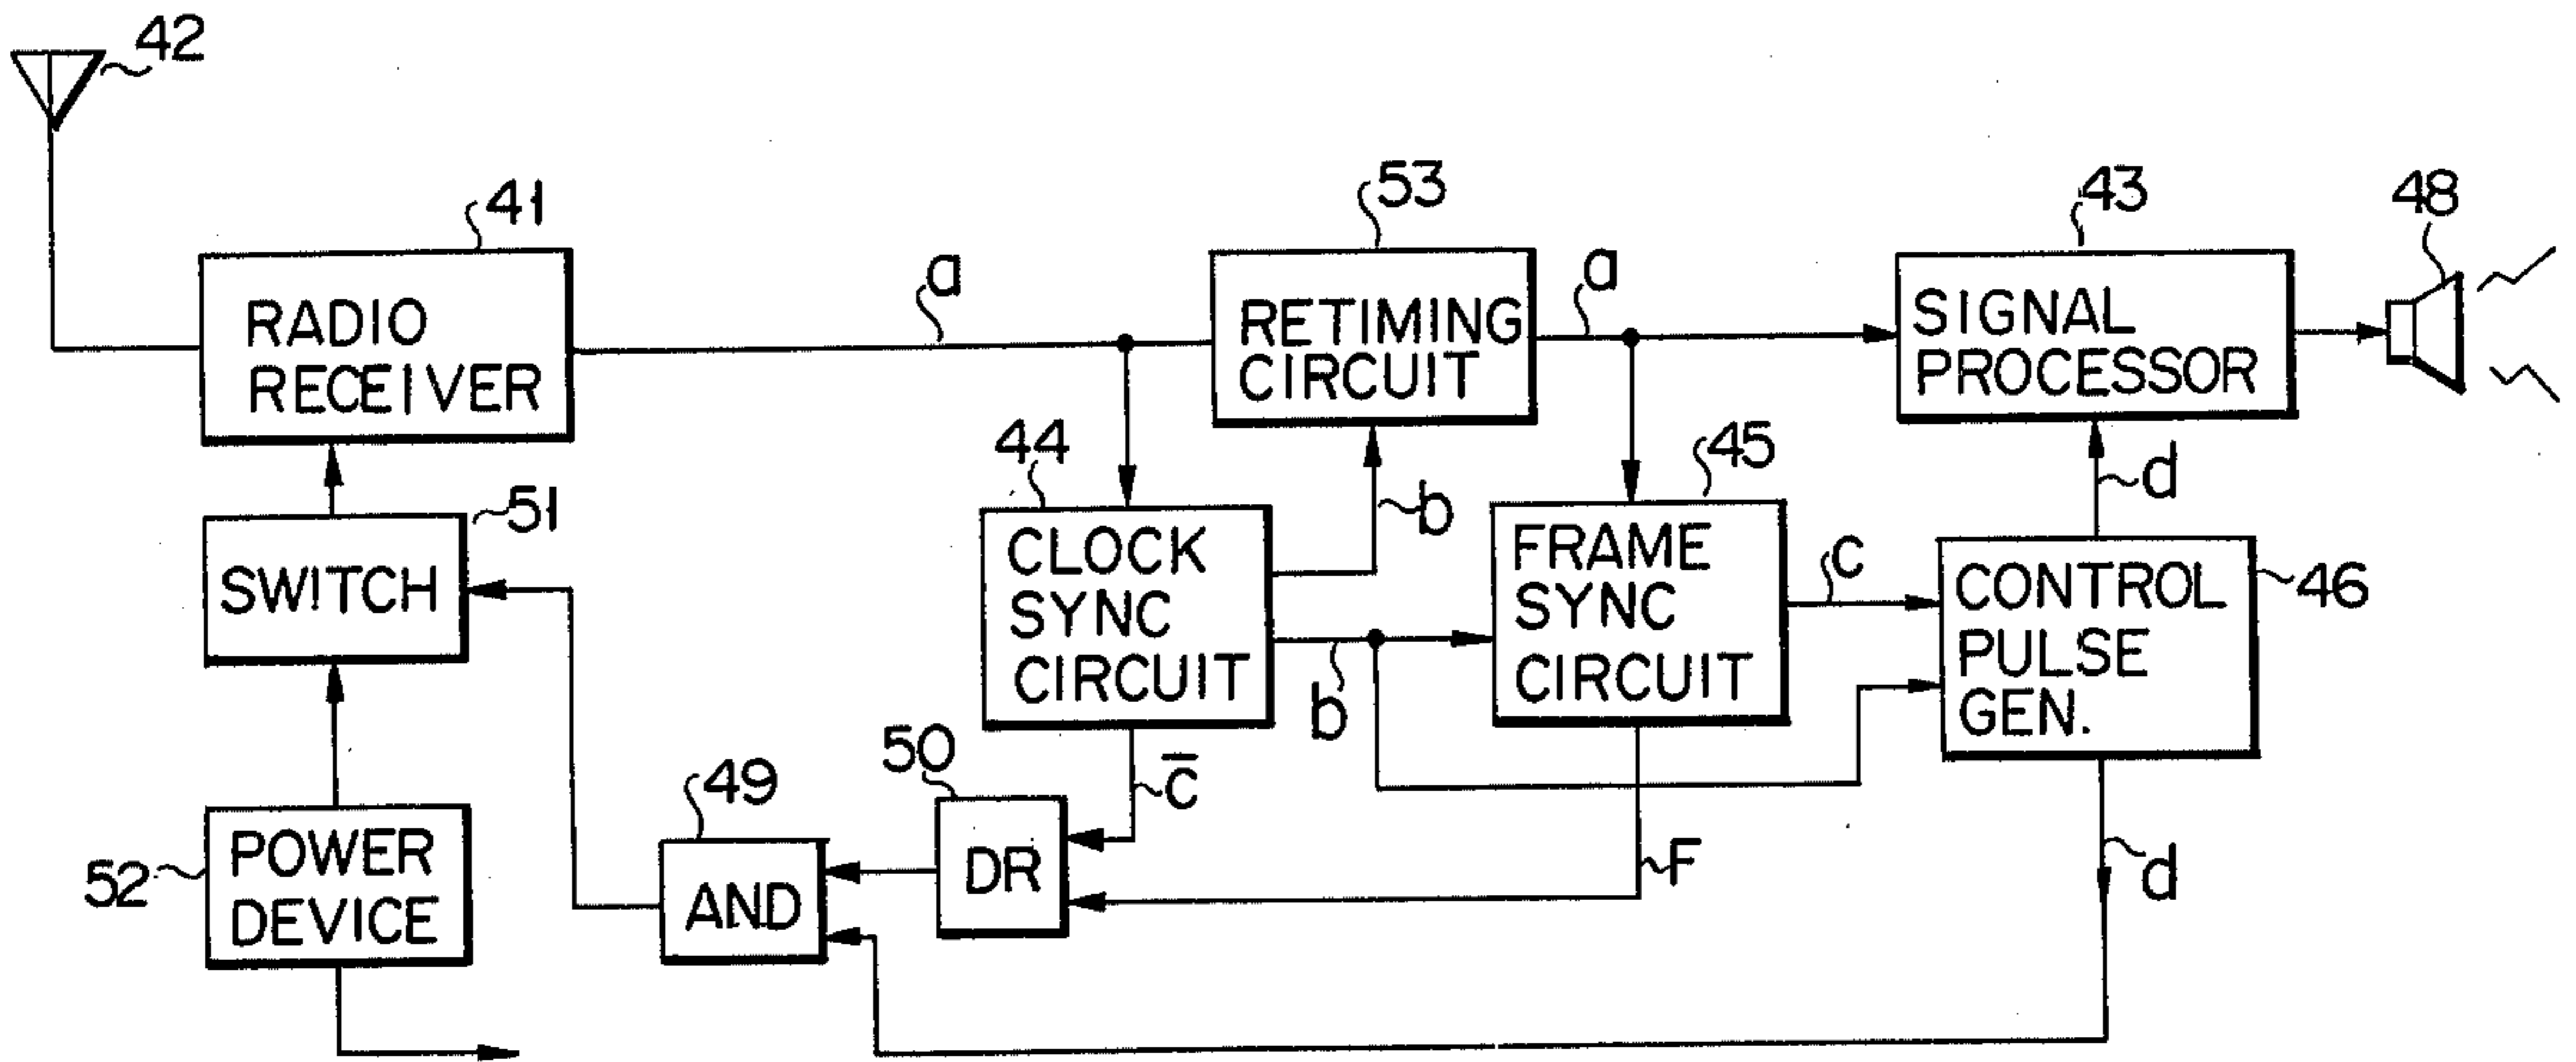 42
41
RADIO
RECEIVER
a
53
RETIMING
CIRCUIT
a
43
SIGNAL
PROCESSOR
48
51
SWITCH
44
CLOCK
SYNC
CIRCUIT
b
b
45
FRAME
SYNC
CIRCUIT
c
d
CONTROL
PULSE
GEN.
46
52
POWER
DEVICE
49
AND
50
DR
c̄
F
d